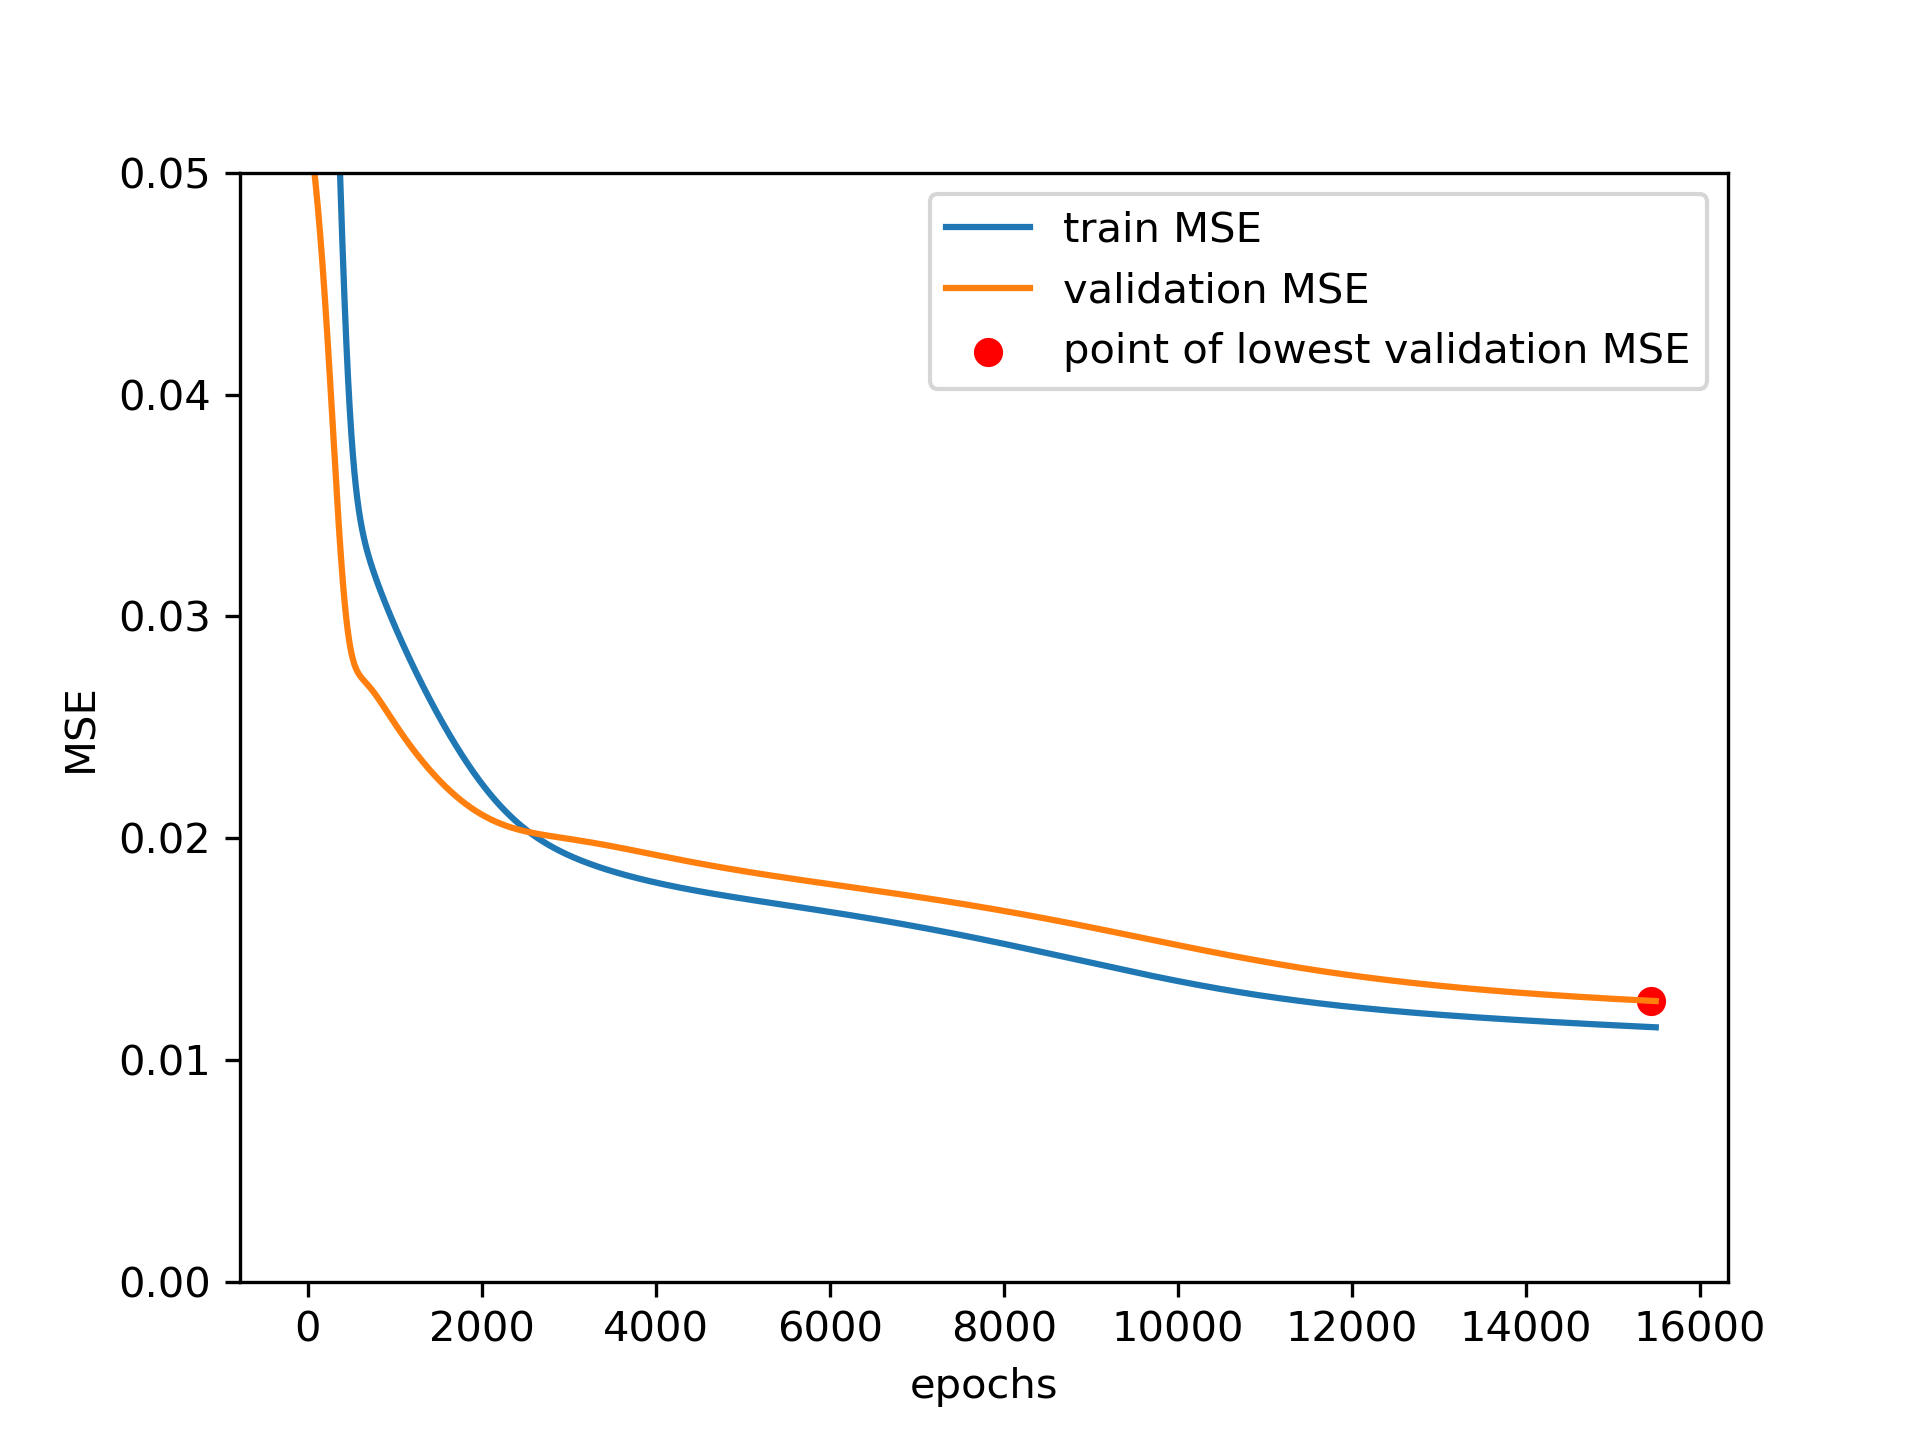 0.05
0.04
0.03
0.02
0.01
0.00
MSE
train MSE
validation MSE
point of lowest validation MSE
0 2000 4000 6000 8000 10000 12000 14000 16000
epochs